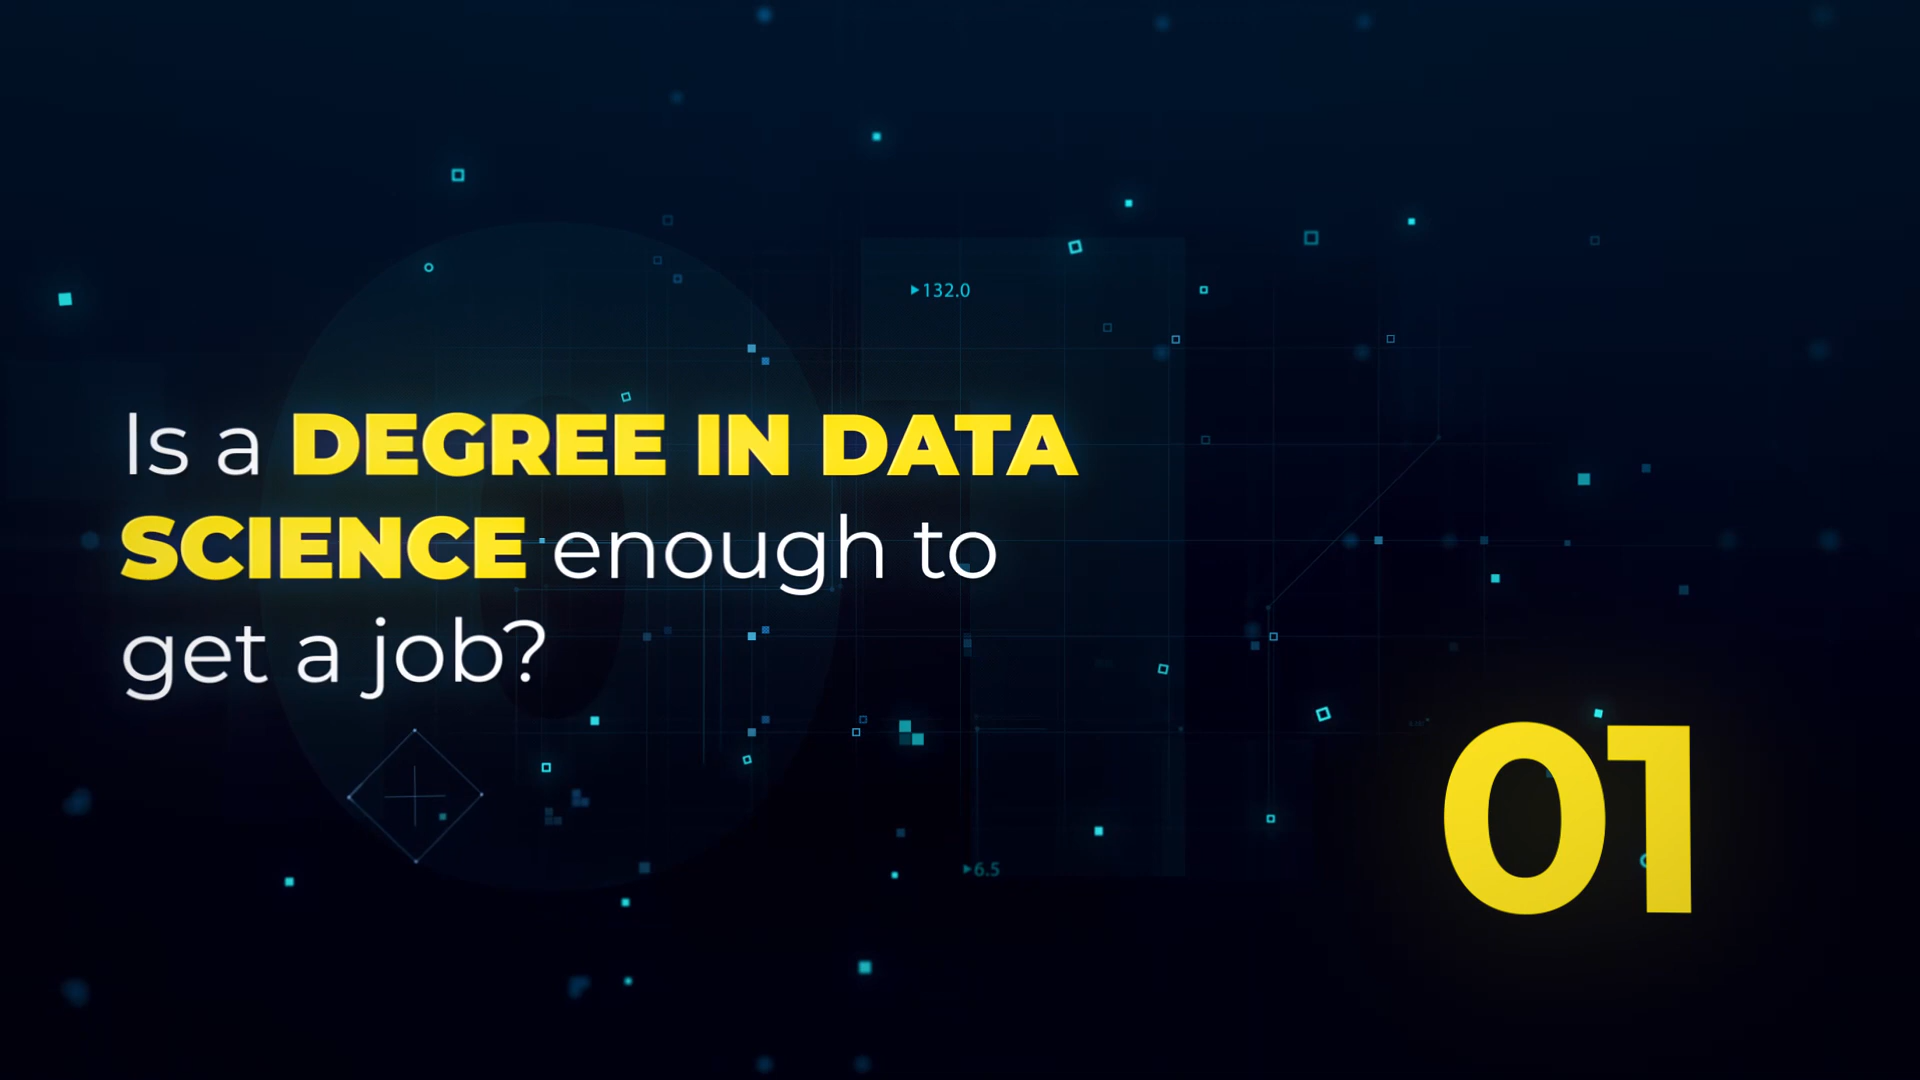 132.0
Is a DEGREE IN DATA
SCIENCE enough to
get a job?
01
6.5